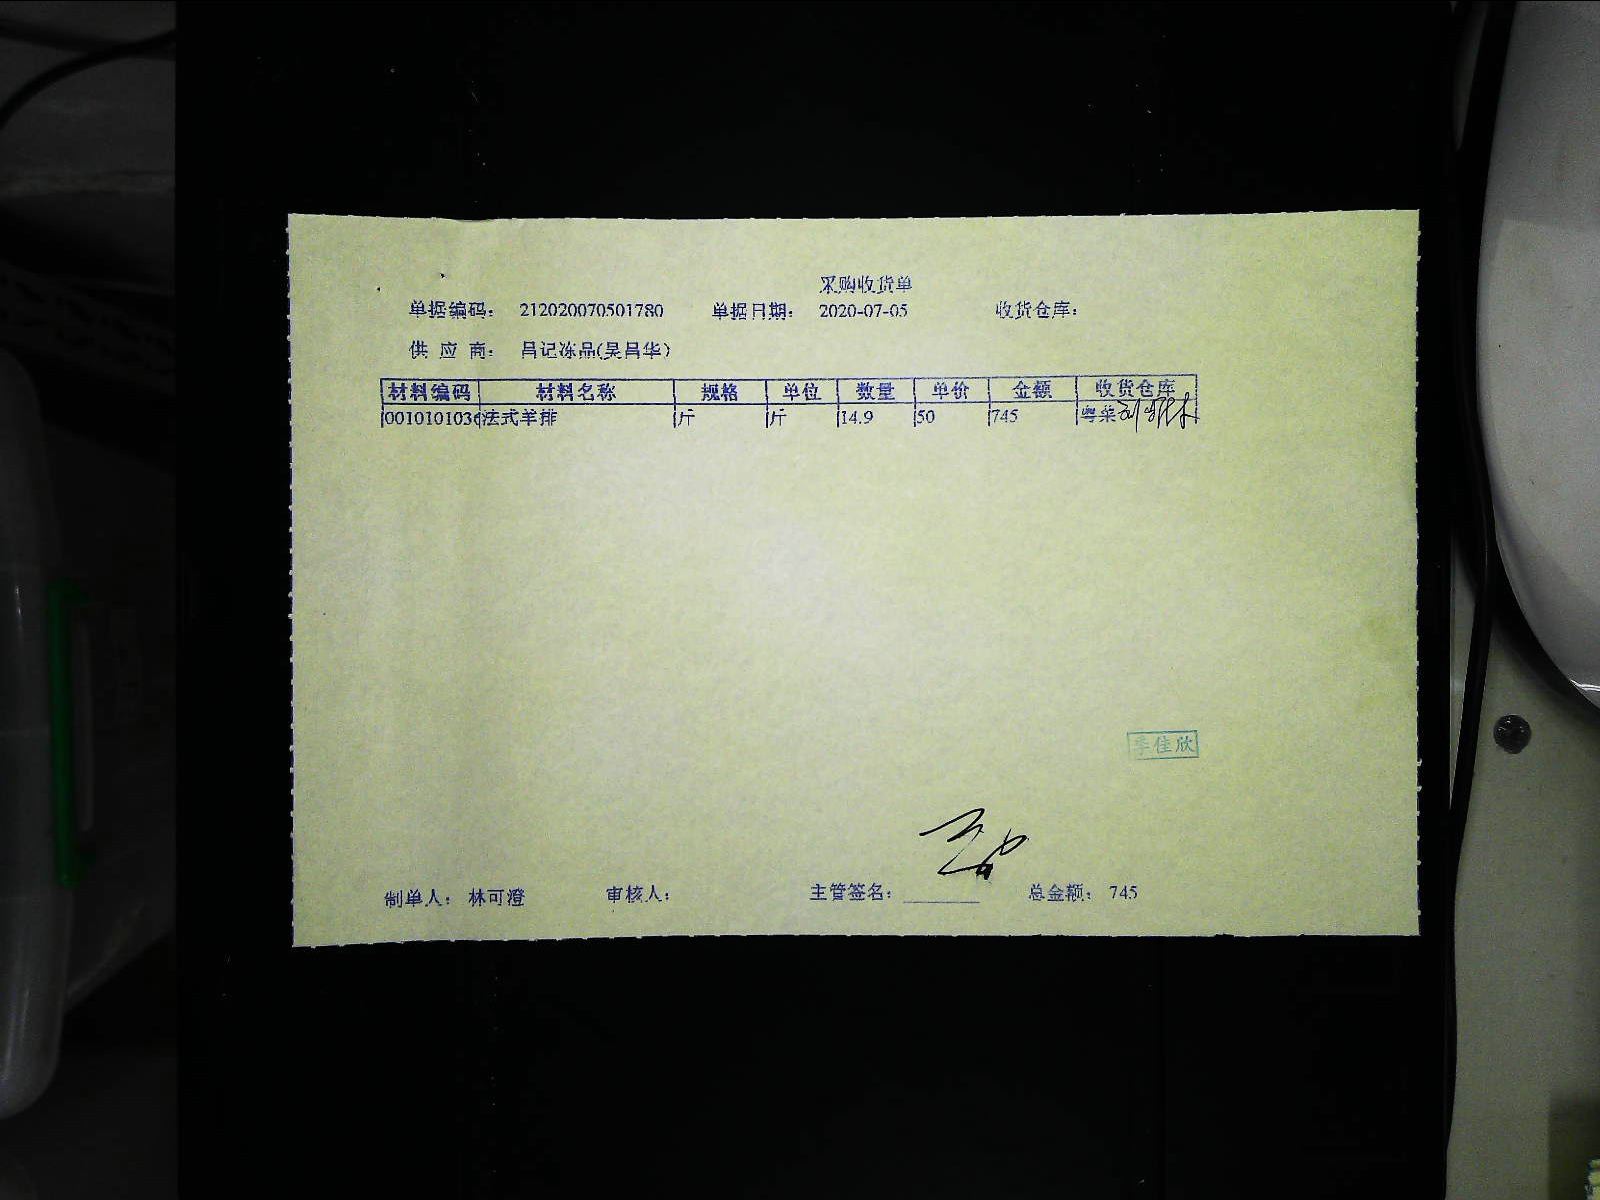 采购收货单
单据编码: 212020070501780 单据日期: 2020-07-05 收货仓库:
供 应 商: 吕记冻品(吴昌华)
材料编码 材料名称 规格 单位 数量 单价 金额 收货仓库
001010103 法式羊排 斤 斤 14.9 50 745 粤菜
李佳欣
制单人: 林可澄 审核人: 主管签名: 总金额: 745